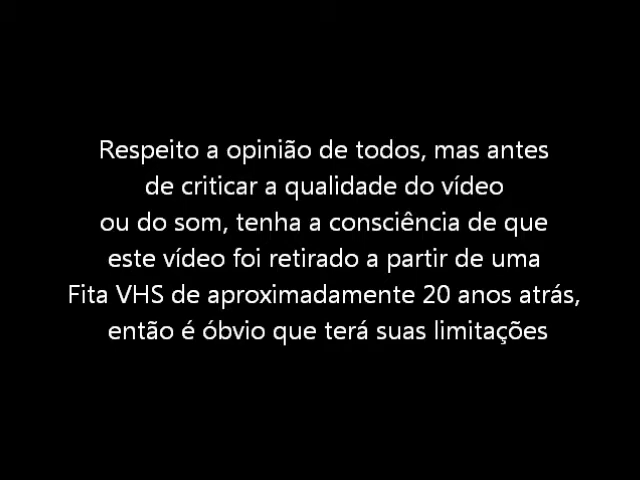 Respeito a opinião de todos, mas antes
de criticar a qualidade do vídeo
ou do som, tenha a consciência de que
este vídeo foi retirado a partir de uma
Fita VHS de aproximadamente 20 anos atrás,
então é óbvio que terá suas limitações